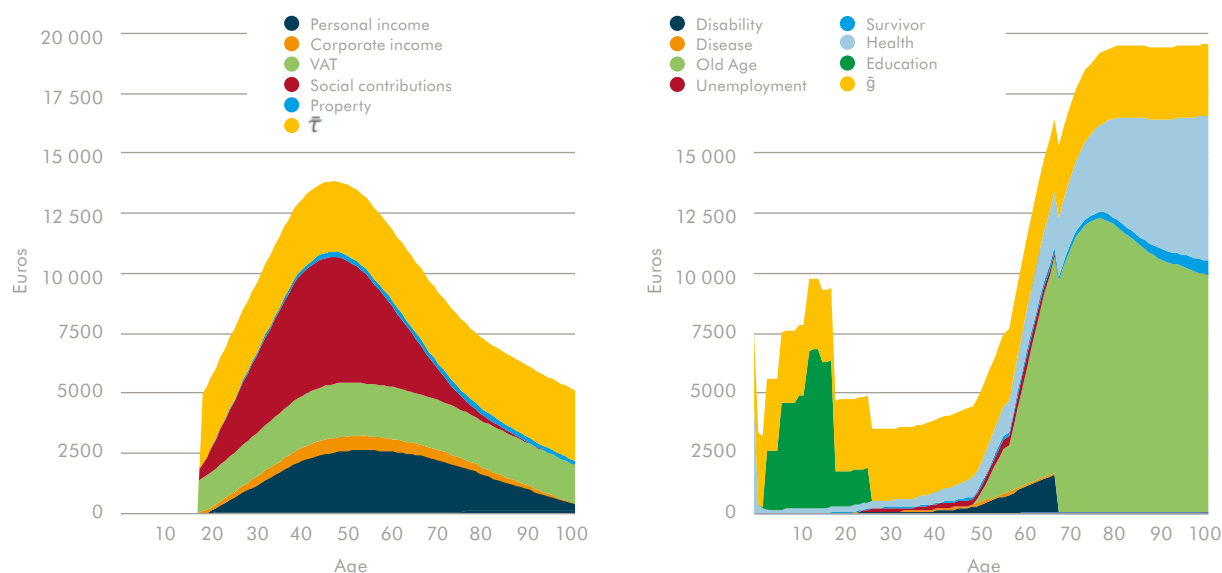 Personal income
Corporate income
VAT
Social contributions
Property
τ̄
20 000
17 500
15 000
12 500
10 000
7500
5000
2500
0
Euros
10 20 30 40 50 60 70 80 90 100
Age
Disability
Disease
Old Age
Unemployment
Survivor
Health
Education
ḡ
15 000
12 500
10 000
7500
5000
2500
0
Euros
10 20 30 40 50 60 70 80 90 100
Age